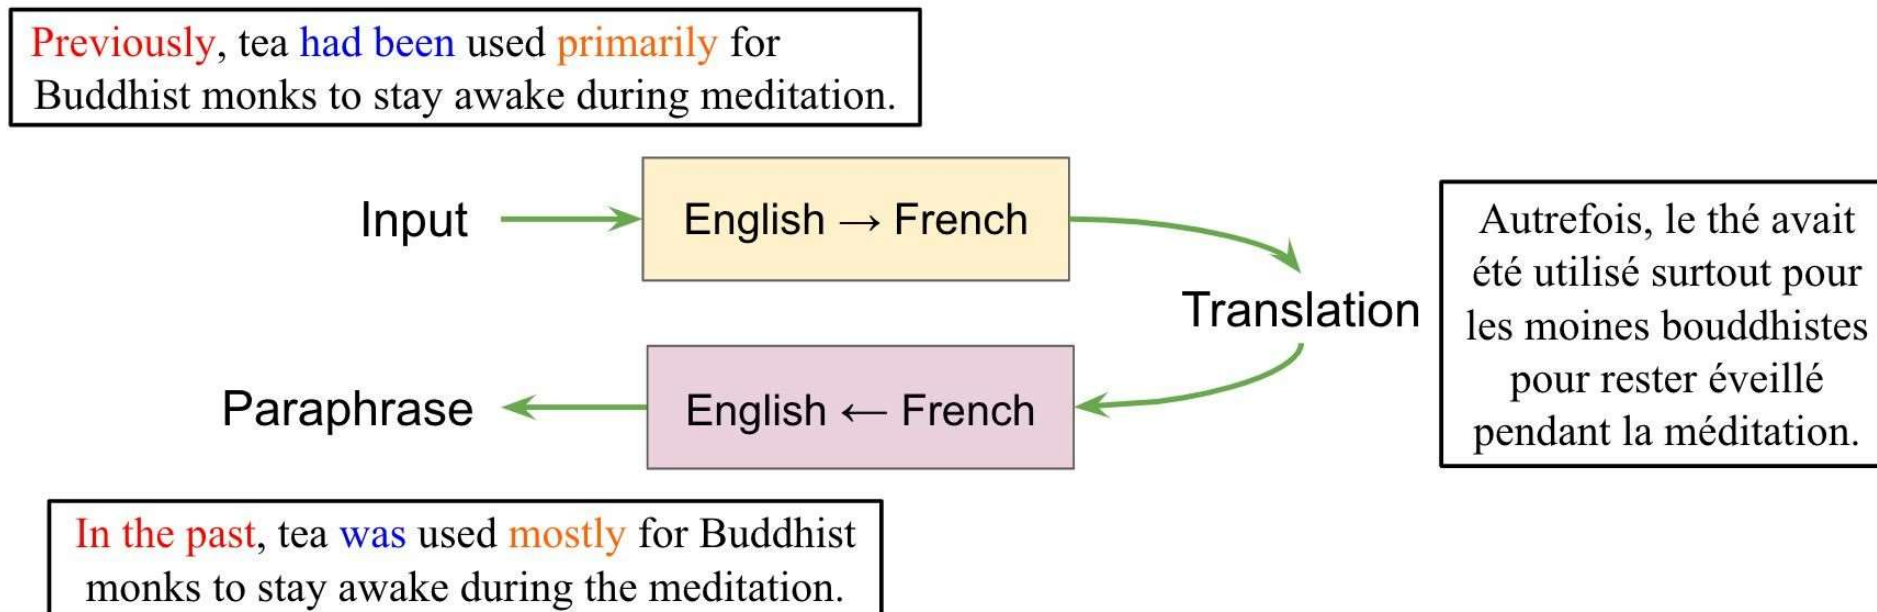 Previously, tea had been used primarily for
Buddhist monks to stay awake during meditation.
Input
English → French
Translation
Autrefois, le thé avait
été utilisé surtout pour
les moines bouddhistes
pour rester éveillé
pendant la méditation.
English ← French
Paraphrase
In the past, tea was used mostly for Buddhist
monks to stay awake during the meditation.